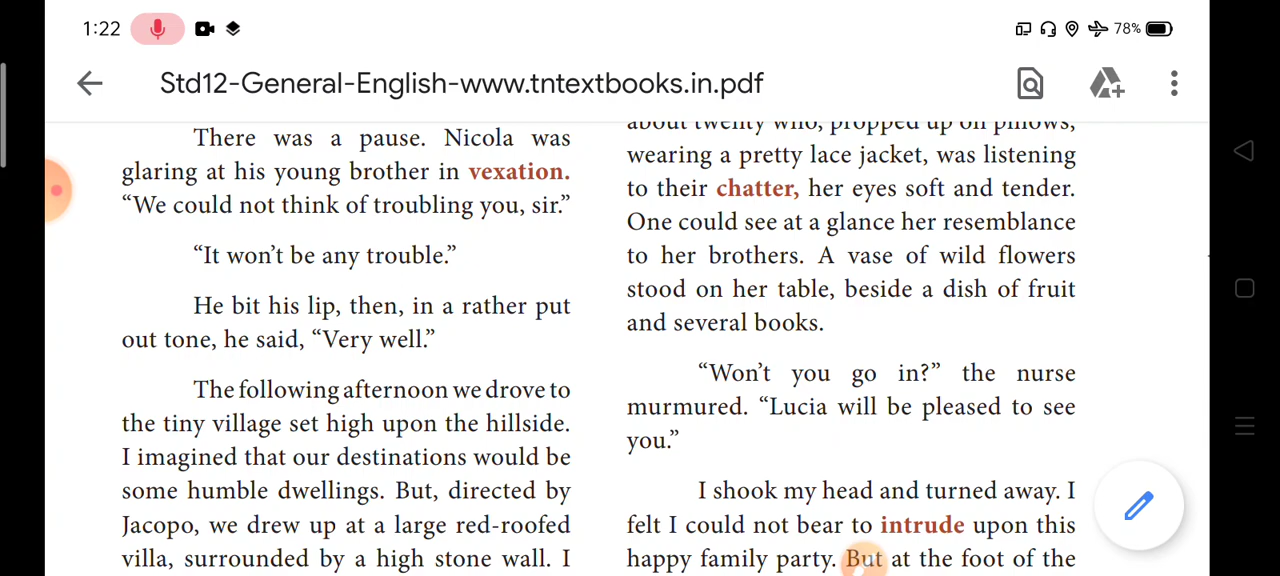 1:22
78%
Std12-General-English-www.tntextbooks.in.pdf
There was a pause. Nicola was
glaring at his young brother in vexation.
“We could not think of troubling you, sir.”
“It won’t be any trouble.”
He bit his lip, then, in a rather put
out tone, he said, “Very well.”
The following afternoon we drove to
the tiny village set high upon the hillside.
I imagined that our destinations would be
some humble dwellings. But, directed by
Jacopo, we drew up at a large red-roofed
villa, surrounded by a high stone wall. I
about twenty who, propped up on pillows,
wearing a pretty lace jacket, was listening
to their chatter, her eyes soft and tender.
One could see at a glance her resemblance
to her brothers. A vase of wild flowers
stood on her table, beside a dish of fruit
and several books.
“Won’t you go in?” the nurse
murmured. “Lucia will be pleased to see
you.”
I shook my head and turned away. I
felt I could not bear to intrude upon this
happy family party. But at the foot of the